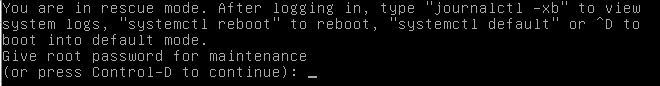 You are in rescue mode. After logging in, type "journalctl -xb" to view
system logs, "systemctl reboot" to reboot, "systemctl default" or ^D to
boot into default mode.
Give root password for maintenance
(or press Control-D to continue): _